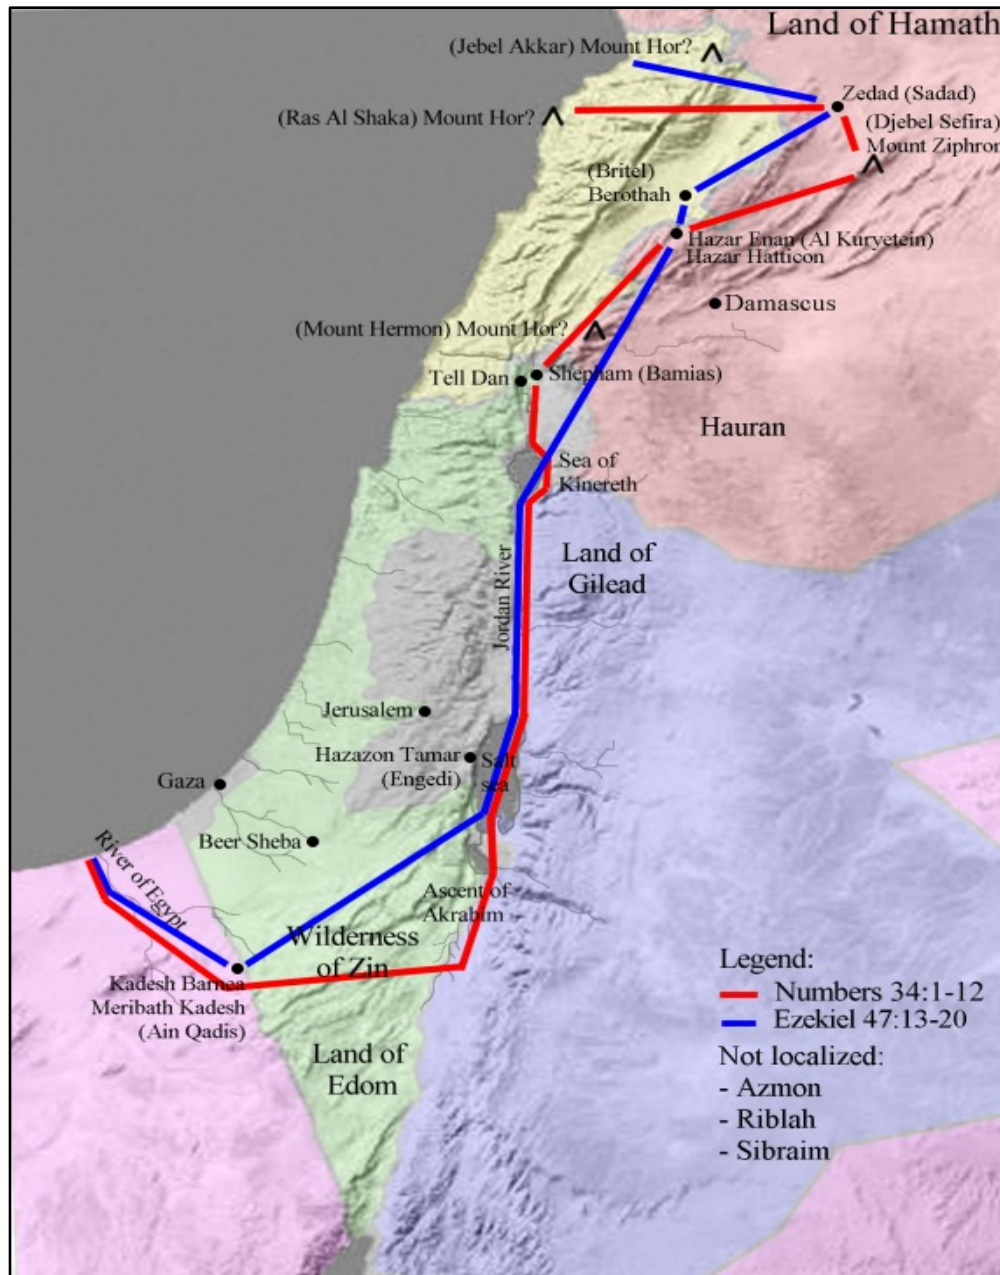 Land of Hamath
(Jebel Akkar) Mount Hor?
Zedad (Sadad)
(Ras Al Shaka) Mount Hor?
(Djebel Sefira)
Mount Ziphron
(Britel)
Berothah
Hazar Enan (Al Kuryetein)
Hazar Hatticon
Damascus
(Mount Hermon) Mount Hor?
Tell Dan
Shepham (Bamias)
Hauran
Sea of
Kinereth
Land of
Gilead
Jordan River
Jerusalem
Hazazon Tamar
(Engedi)
Salt
sea
Gaza
Beer Sheba
River of Egypt
Ascent of
Akrabim
Wilderness
of Zin
Kadesh Barnea
Meribath Kadesh
(Ain Qadis)
Land of
Edom
Legend:
Numbers 34:1-12
Ezekiel 47:13-20
Not localized:
- Azmon
- Riblah
- Sibraim